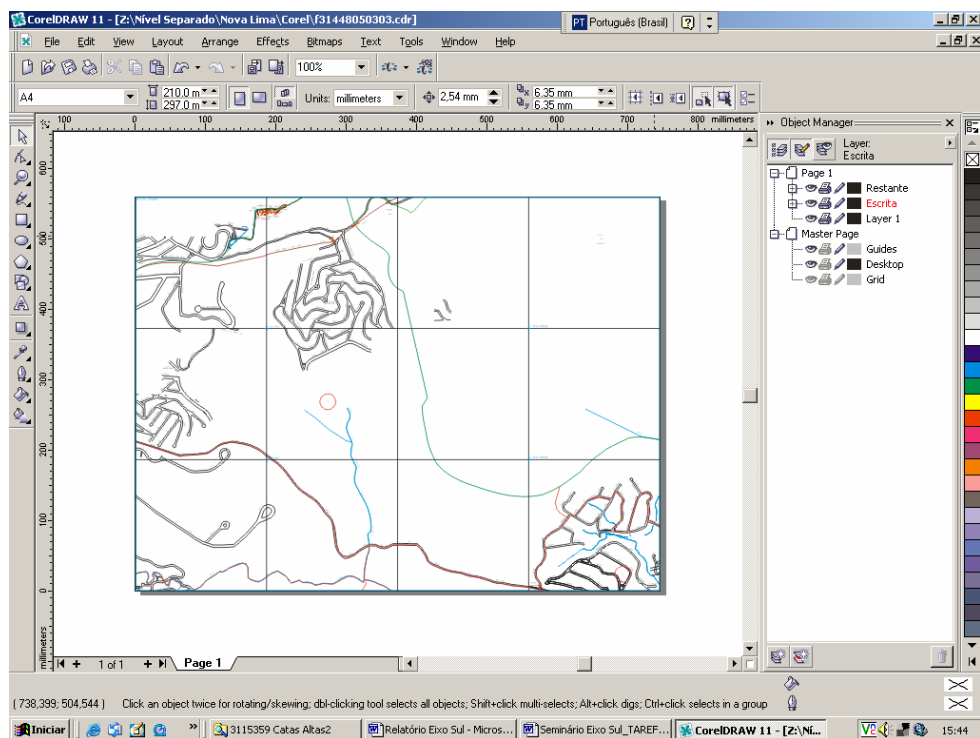 CorelDRAW 11 - [Z:\Nível Separado\Nova Lima\Corel\f31448050303.cdr]
PT Português (Brasil)
File Edit View Layout Arrange Effects Bitmaps Text Tools Window Help
100%
A4 210.0 m 297.0 m Units: millimeters 2,54 mm x 6.35 mm y 6.35 mm
100 0 100 200 300 400 500 600 700 800 millimeters
600
500
400
300
200
100
0
millimeters
Object Manager
Layer:
Escrita
Page 1
Restante
Escrita
Layer 1
Master Page
Guides
Desktop
Grid
1 of 1 Page 1
( 738,399; 504,544 ) Click an object twice for rotating/skewing; dbl-clicking tool selects all objects; Shift+click multi-selects; Alt+click digs; Ctrl+click selects in a group
Iniciar » 3115359 Catas Altas2 Relatório Eixo Sul - Micros... Seminário Eixo Sul_TAREF... CorelDRAW 11 - [Z:\Ní... 15:44